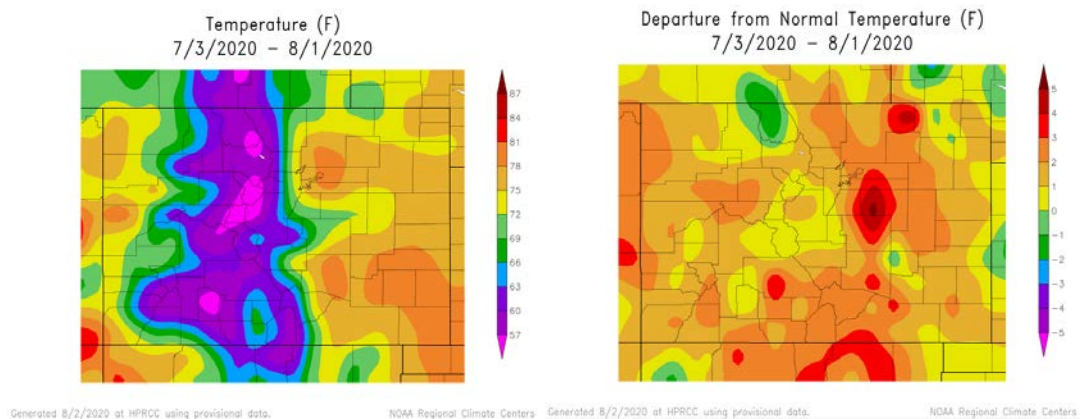 Temperature (F)
7/3/2020 – 8/1/2020
87
84
81
78
75
72
69
66
63
60
57
Generated 8/2/2020 at HPRCC using provisional data.
NOAA Regional Climate Centers
Departure from Normal Temperature (F)
7/3/2020 – 8/1/2020
5
4
3
2
1
0
-1
-2
-3
-4
-5
Generated 8/2/2020 at HPRCC using provisional data.
NOAA Regional Climate Centers